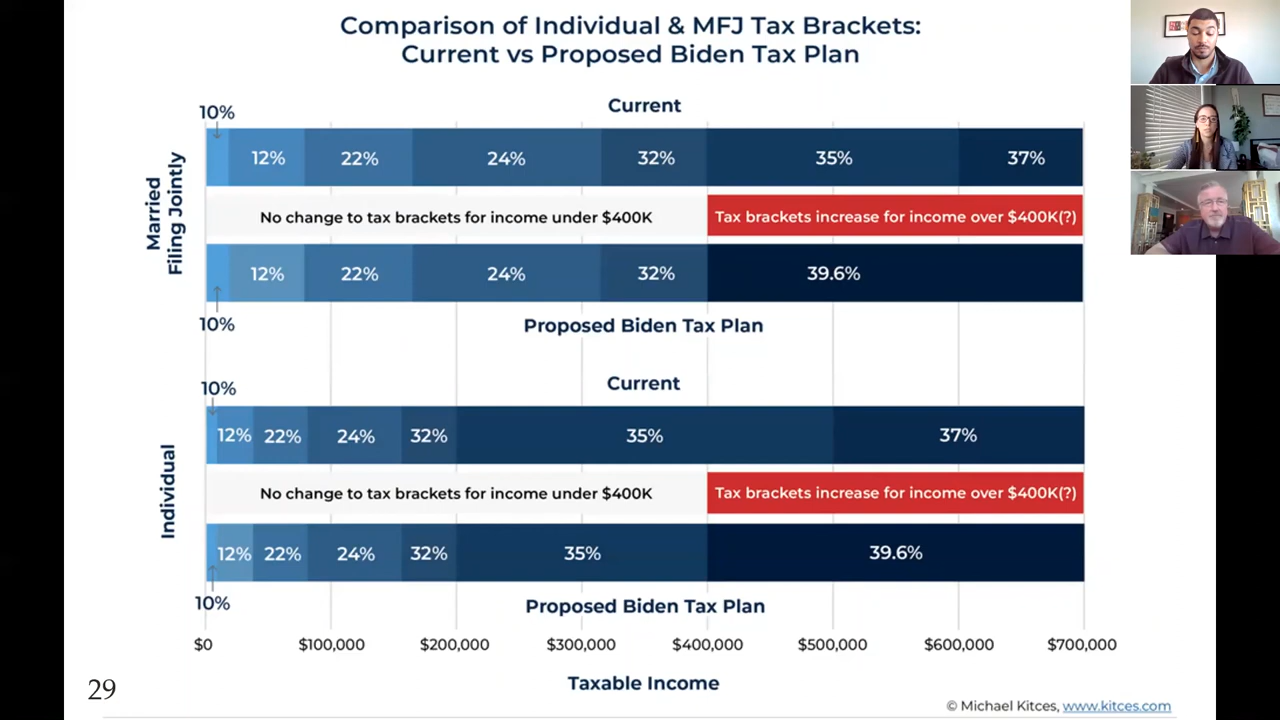 Comparison of Individual & MFJ Tax Brackets:
Current vs Proposed Biden Tax Plan
Current
10%
12% 22% 24% 32% 35% 37%
Married
Filing Jointly
No change to tax brackets for income under $400K
Tax brackets increase for income over $400K(?)
12% 22% 24% 32% 39.6%
10%
Proposed Biden Tax Plan
Current
10%
12% 22% 24% 32% 35% 37%
Individual
No change to tax brackets for income under $400K
Tax brackets increase for income over $400K(?)
12% 22% 24% 32% 35% 39.6%
10%
Proposed Biden Tax Plan
$0 $100,000 $200,000 $300,000 $400,000 $500,000 $600,000 $700,000
Taxable Income
29
© Michael Kitces, www.kitces.com